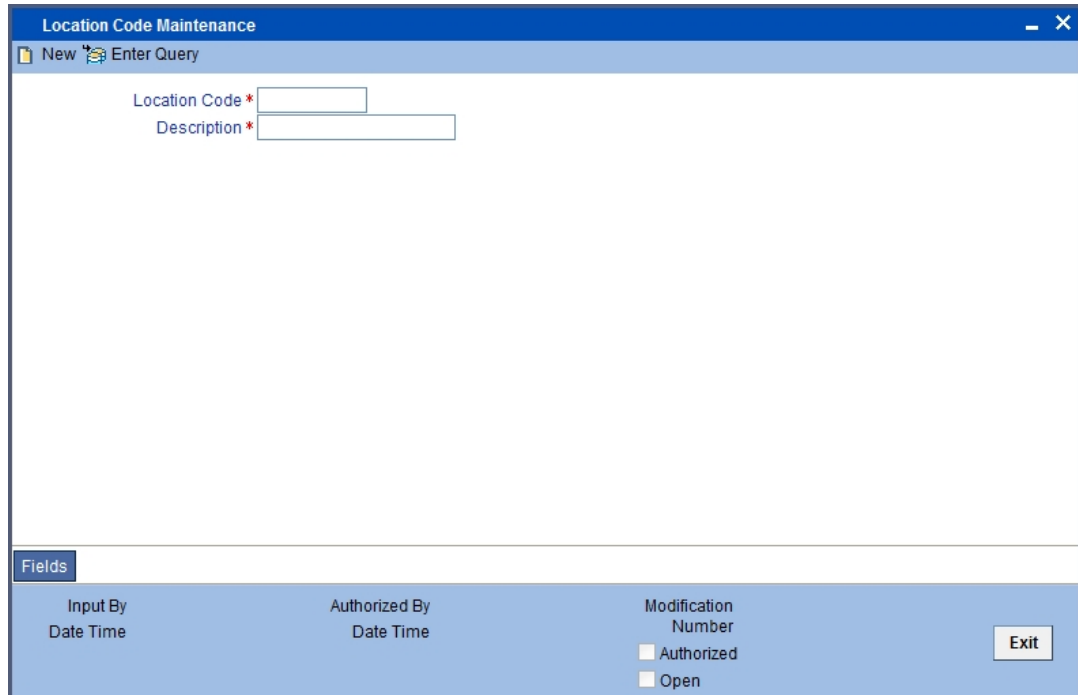 Location Code Maintenance
New Enter Query
Location Code *
Description *
Fields
Input By
Date Time
Authorized By
Date Time
Modification
Number
Authorized
Open
Exit